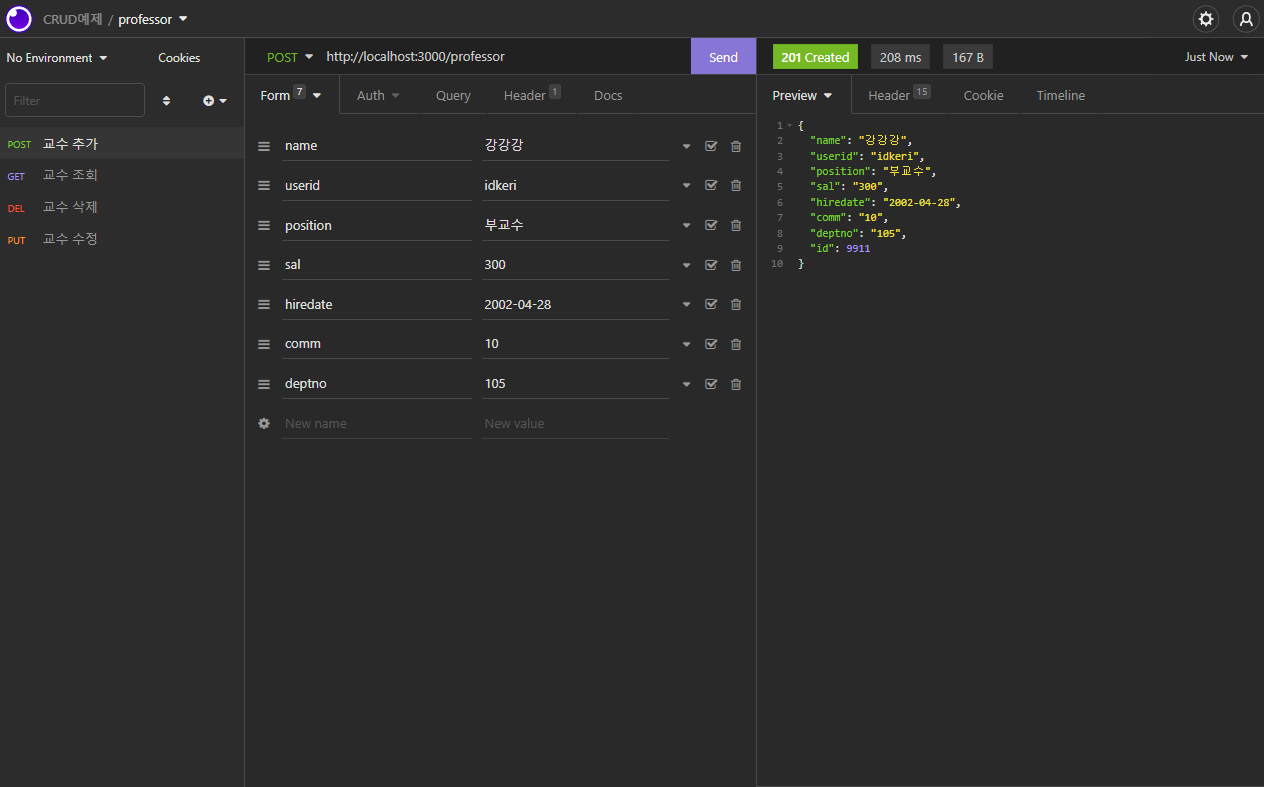 CRUD예제 / professor
No Environment Cookies
Filter
POST 교수 추가
GET 교수 조회
DEL 교수 삭제
PUT 교수 수정
POST http://localhost:3000/professor Send
Form 7 Auth Query Header 1 Docs
name 강강강
userid idkeri
position 부교수
sal 300
hiredate 2002-04-28
comm 10
deptno 105
New name New value
201 Created 208 ms 167 B Just Now
Preview Header 15 Cookie Timeline
1 {
2 "name": "강강강",
3 "userid": "idkeri",
4 "position": "부교수",
5 "sal": "300",
6 "hiredate": "2002-04-28",
7 "comm": "10",
8 "deptno": "105",
9 "id": 9911
10 }